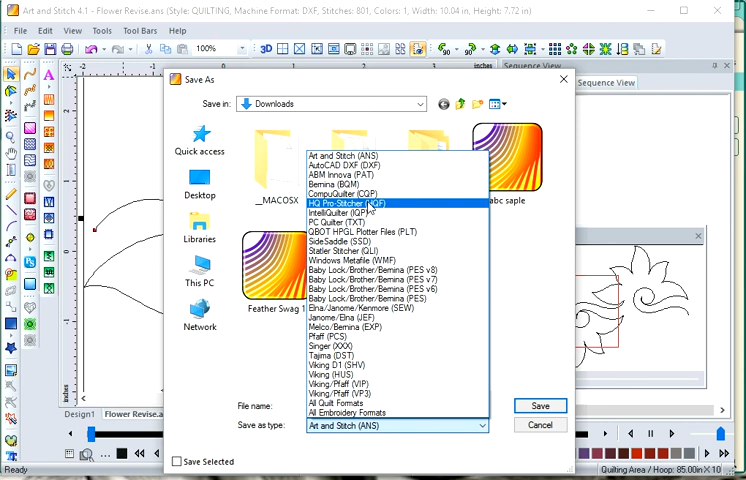 Art and Stitch 4.1 - Flower Revise.ans (Style: QUILTING, Machine Format: DXF, Stitches: 801, Colors: 1, Width: 10.04 in, Height: 7.72 in)
File Edit View Tools Tool Bars Help
100% 3D 90 90
inches Sequence View
Sequence View
Save As
Save in: Downloads
Quick access
Desktop
Libraries
This PC
Network
__MACOSX
abc saple
Feather Swag 1
Art and Stitch (ANS)
AutoCAD DXF (DXF)
ABM Innova (PAT)
Bernina (BQM)
CompuQuilter (CQP)
HQ Pro-Stitcher (HQF)
IntelliQuilter (IQP)
PC Quilter (TXT)
QBOT HPGL Plotter Files (PLT)
SideSaddle (SSD)
Statler Stitcher (QLI)
Windows Metafile (WMF)
Baby Lock/Brother/Bernina (PES v8)
Baby Lock/Brother/Bernina (PES v7)
Baby Lock/Brother/Bernina (PES v6)
Baby Lock/Brother/Bernina (PES)
Elna/Janome/Kenmore (SEW)
Janome/Elna (JEF)
Melco/Bernina (EXP)
Pfaff (PCS)
Singer (XXX)
Tajima (DST)
Viking D1 (SHV)
Viking (HUS)
Viking/Pfaff (VIP)
Viking/Pfaff (VP3)
All Quilt Formats
All Embroidery Formats
File name:
Save
Save as type: Art and Stitch (ANS)
Cancel
Save Selected
inches
Design1 Flower Revise.a
Ready
Quilting Area / Hoop: 85.00in X 10